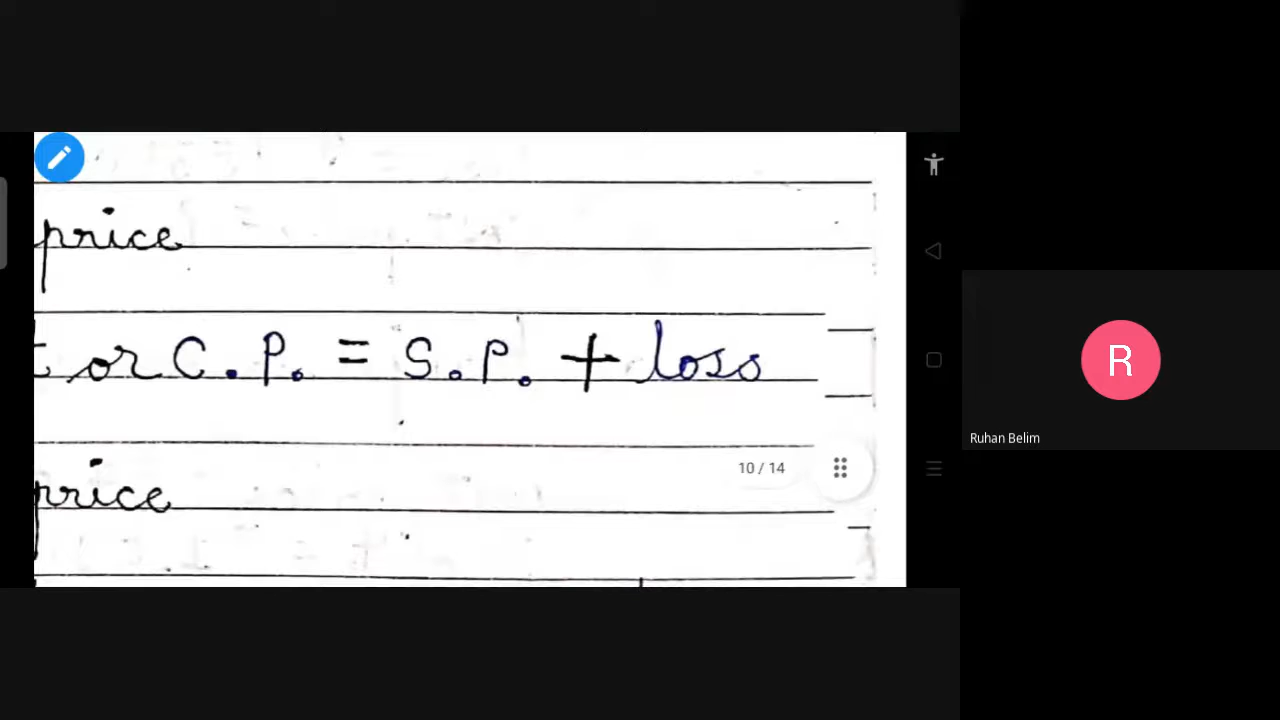 price
or C.P. = S.P. + loss
10 / 14
price
R
Ruhan Belim